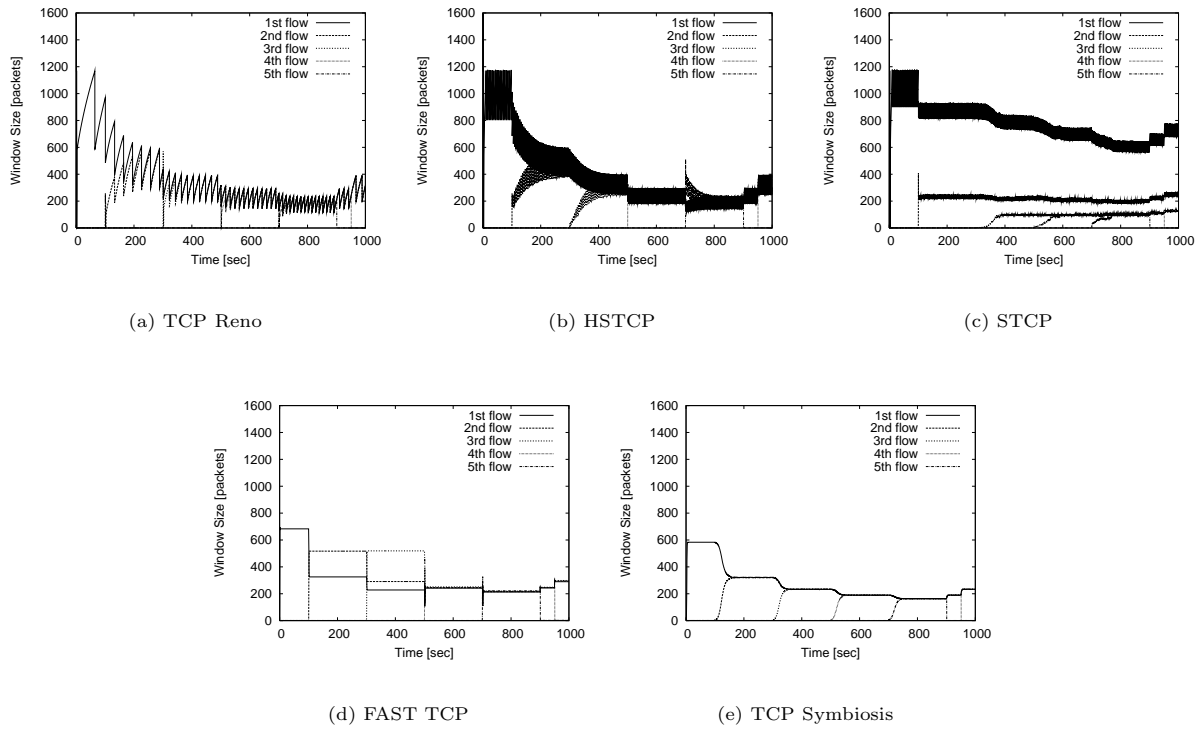 1600
1400
1200
1000
800
600
400
200
0
Window Size [packets]
1st flow
2nd flow
3rd flow
4th flow
5th flow
0 200 400 600 800 1000
Time [sec]
(a) TCP Reno
1600
1400
1200
1000
800
600
400
200
0
Window Size [packets]
1st flow
2nd flow
3rd flow
4th flow
5th flow
0 200 400 600 800 1000
Time [sec]
(b) HSTCP
1600
1400
1200
1000
800
600
400
200
0
Window Size [packets]
1st flow
2nd flow
3rd flow
4th flow
5th flow
0 200 400 600 800 1000
Time [sec]
(c) STCP
1600
1400
1200
1000
800
600
400
200
0
Window Size [packets]
1st flow
2nd flow
3rd flow
4th flow
5th flow
0 200 400 600 800 1000
Time [sec]
(d) FAST TCP
1600
1400
1200
1000
800
600
400
200
0
Window Size [packets]
1st flow
2nd flow
3rd flow
4th flow
5th flow
0 200 400 600 800 1000
Time [sec]
(e) TCP Symbiosis